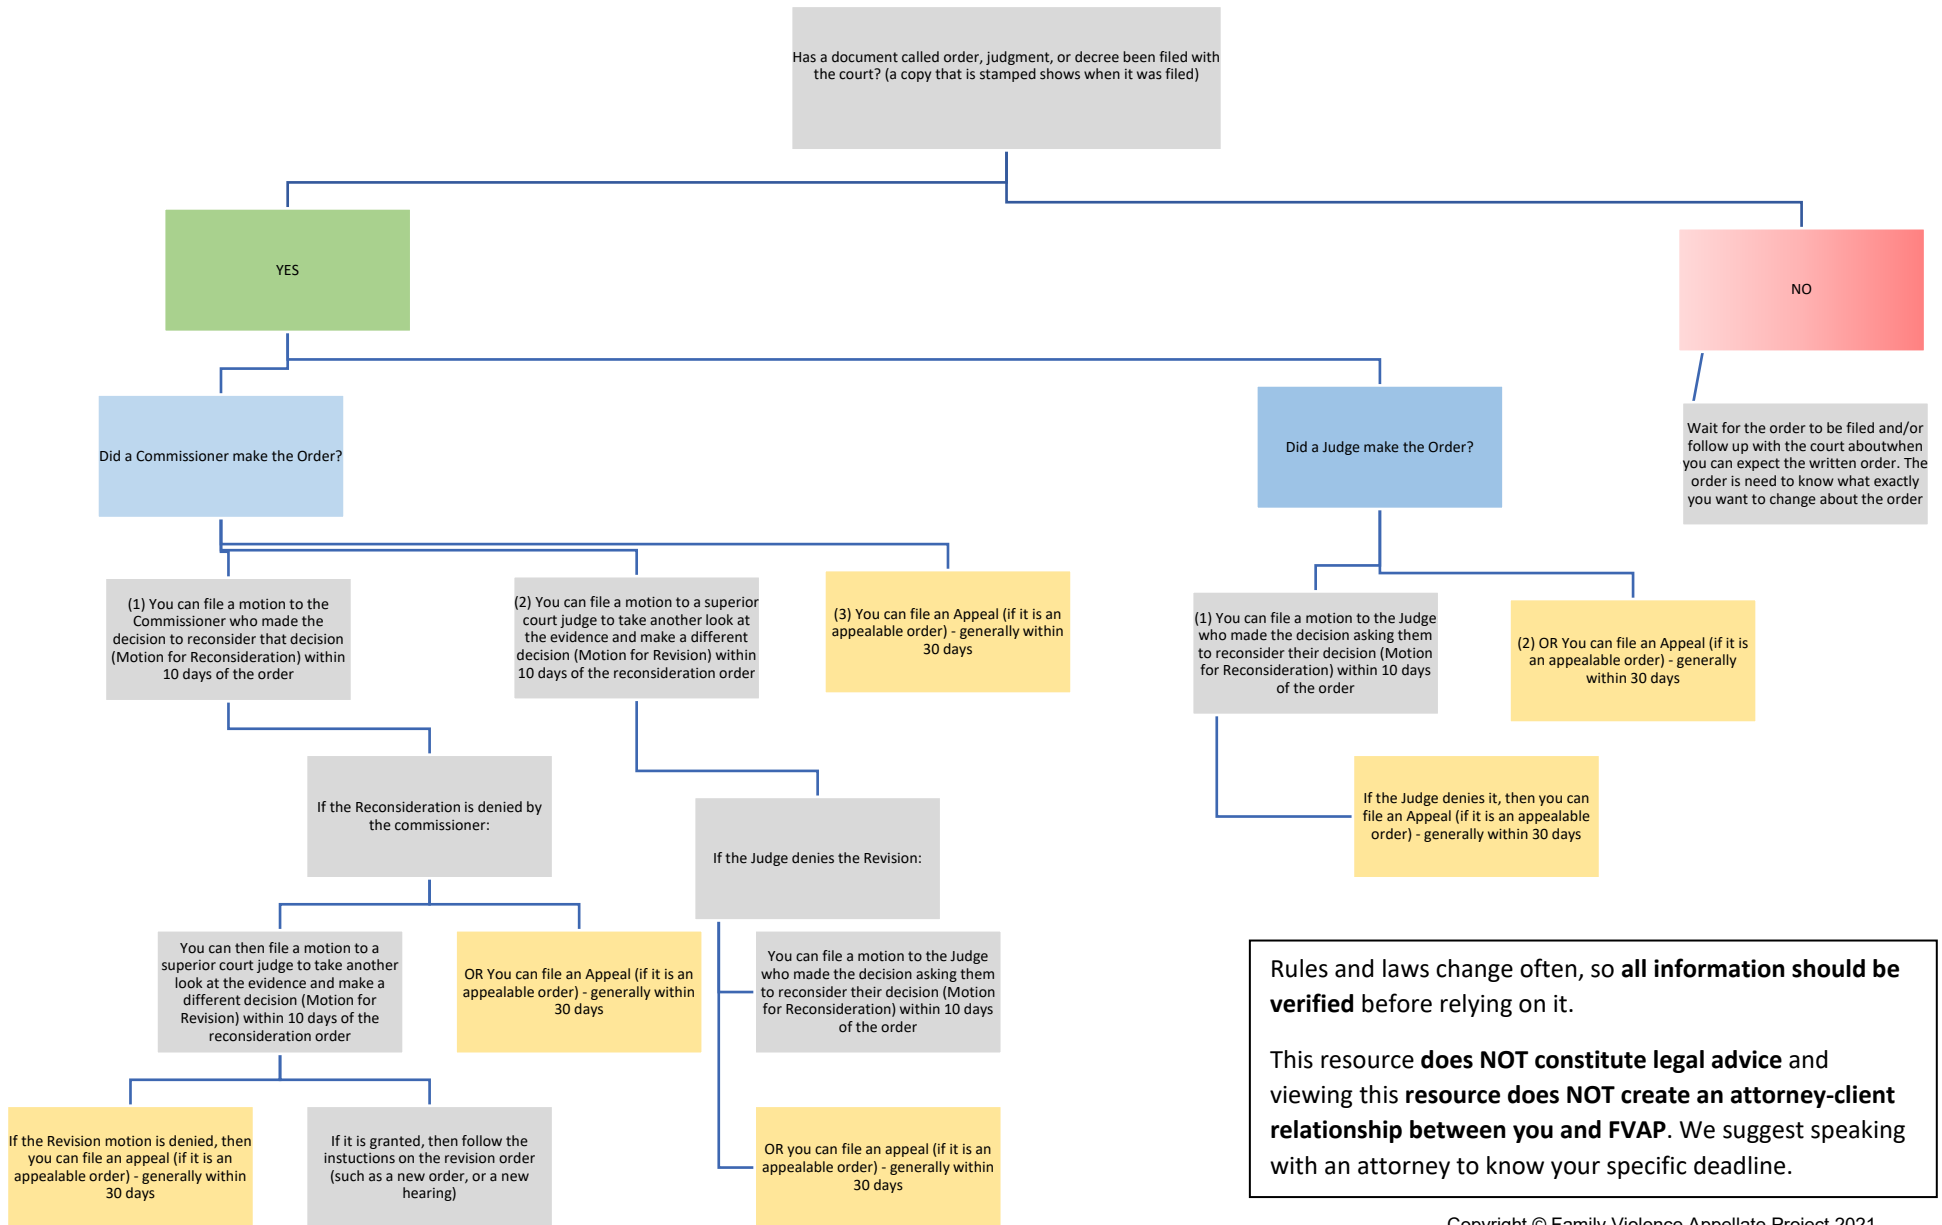 Has a document called order, judgment, or decree been filed with
the court? (a copy that is stamped shows when it was filed)
YES
NO
Did a Commissioner make the Order?
Did a Judge make the Order?
Wait for the order to be filed and/or
follow up with the court aboutwhen
you can expect the written order. The
order is need to know what exactly
you want to change about the order
(1) You can file a motion to the
Commissioner who made the
decision to reconsider that decision
(Motion for Reconsideration) within
10 days of the order
(2) You can file a motion to a superior
court judge to take another look at
the evidence and make a different
decision (Motion for Revision) within
10 days of the reconsideration order
(3) You can file an Appeal (if it is an
appealable order) - generally within
30 days
(1) You can file a motion to the Judge
who made the decision asking them
to reconsider their decision (Motion
for Reconsideration) within 10 days
of the order
(2) OR You can file an Appeal (if it is
an appealable order) - generally
within 30 days
If the Reconsideration is denied by
the commissioner:
If the Judge denies the Revision:
If the Judge denies it, then you can
file an Appeal (if it is an appealable
order) - generally within 30 days
You can then file a motion to a
superior court judge to take another
look at the evidence and make a
different decision (Motion for
Revision) within 10 days of the
reconsideration order
OR You can file an Appeal (if it is an
appealable order) - generally within
30 days
You can file a motion to the Judge
who made the decision asking them
to reconsider their decision (Motion
for Reconsideration) within 10 days
of the order
If the Revision motion is denied, then
you can file an appeal (if it is an
appealable order) - generally within
30 days
If it is granted, then follow the
instuctions on the revision order
(such as a new order, or a new
hearing)
OR you can file an appeal (if it is an
appealable order) - generally within
30 days
Rules and laws change often, so all information should be
verified before relying on it.
This resource does NOT constitute legal advice and
viewing this resource does NOT create an attorney-client
relationship between you and FVAP. We suggest speaking
with an attorney to know your specific deadline.
Copyright © Family Violence Appellate Project 2021